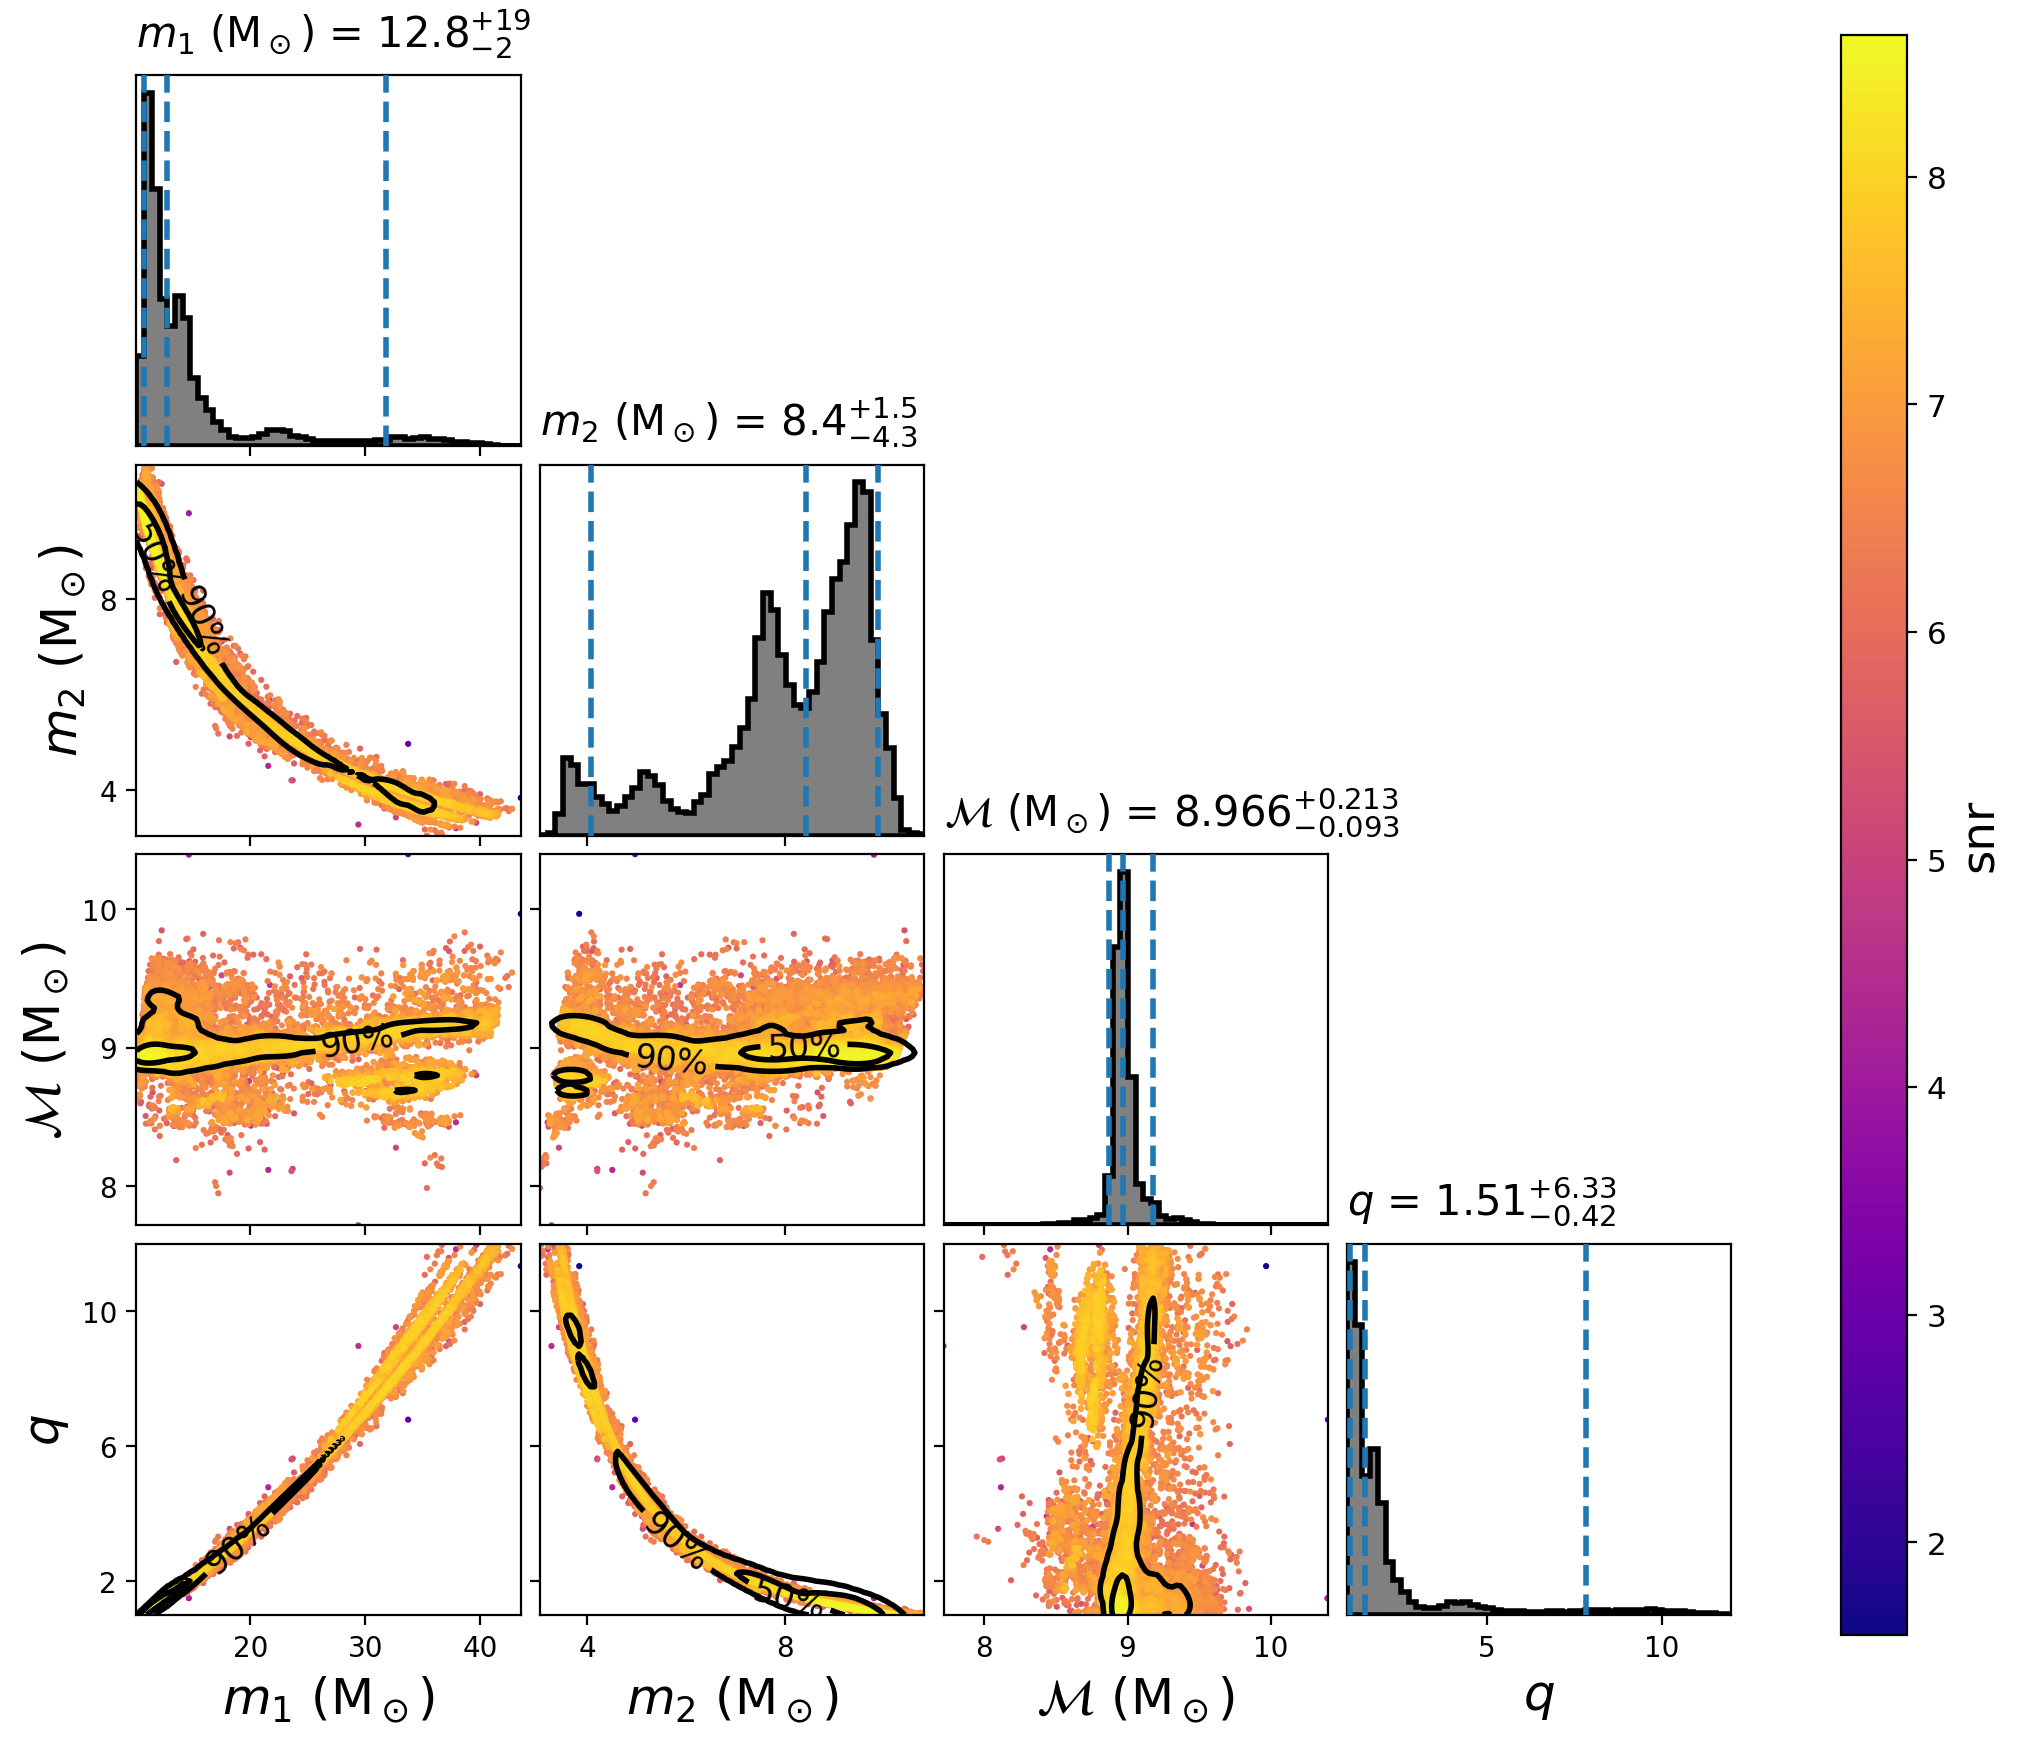 m₁ (M⊙) = 12.8 +19 −2
m₂ (M⊙) = 8.4 +1.5 −4.3
ℳ (M⊙) = 8.966 +0.213 −0.093
q = 1.51 +6.33 −0.42
m₂ (M⊙)
8
4
50%
90%
ℳ (M⊙)
10
9
8
90%
90%
50%
q
10
6
2
90%
90%
50%
90%
20 30 40
4 8
8 9 10
5 10
m₁ (M⊙)
m₂ (M⊙)
ℳ (M⊙)
q
8
7
6
5
4
3
2
snr